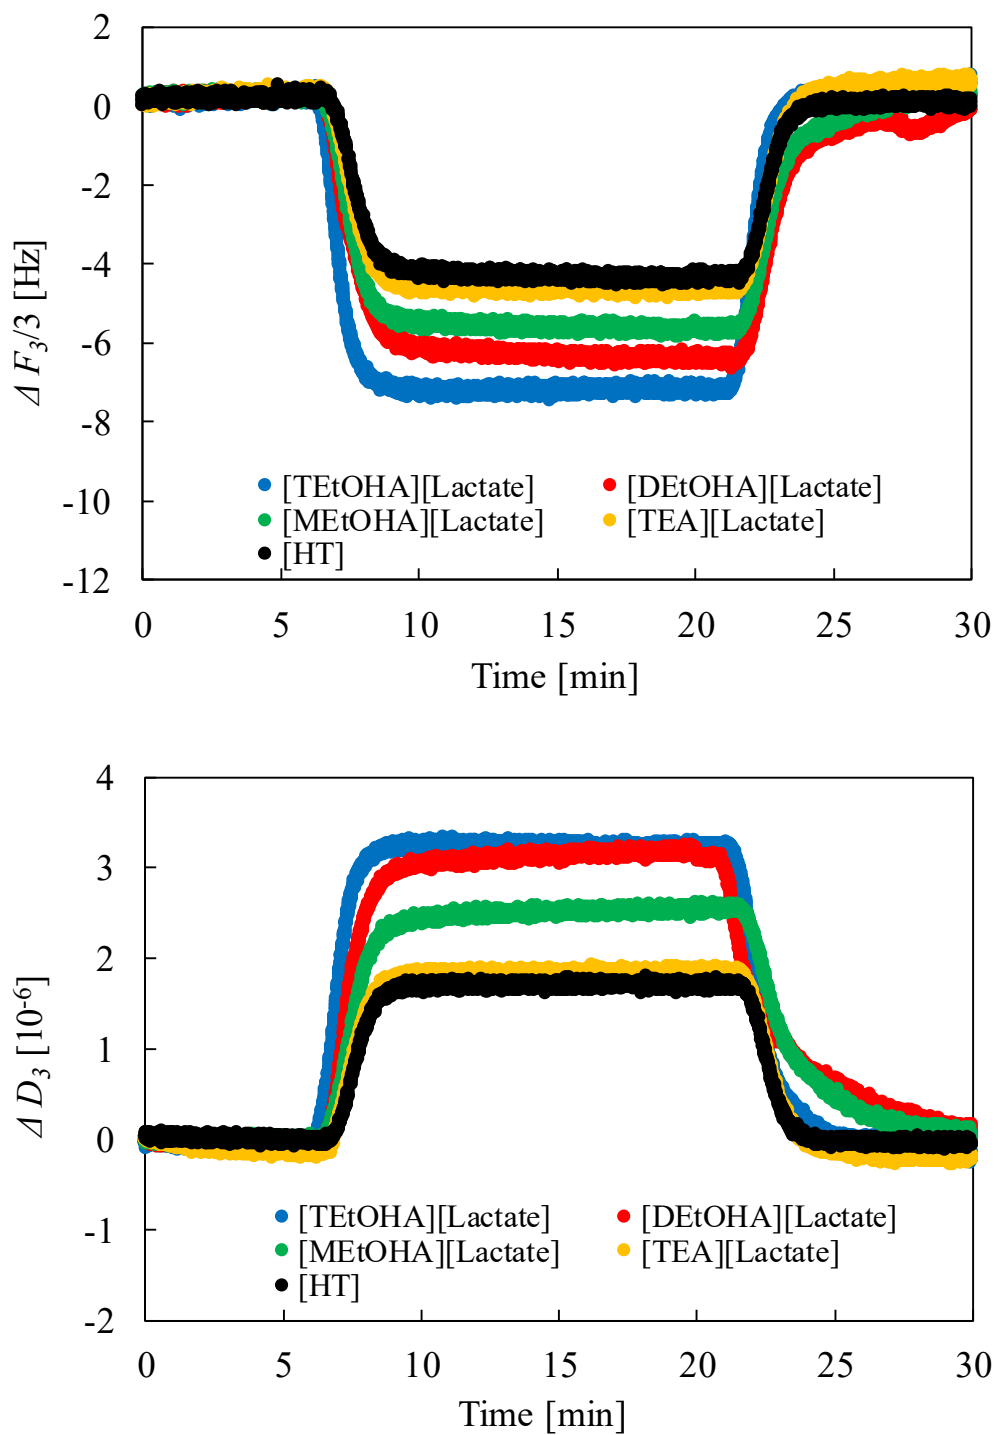 2
0
-2
-4
-6
-8
-10
-12
Δ F3/3 [Hz]
[TEtOHA][Lactate] [DEtOHA][Lactate]
[MEtOHA][Lactate] [TEA][Lactate]
[HT]
0 5 10 15 20 25 30
Time [min]
4
3
2
1
0
-1
-2
Δ D3 [10-6]
[TEtOHA][Lactate] [DEtOHA][Lactate]
[MEtOHA][Lactate] [TEA][Lactate]
[HT]
0 5 10 15 20 25 30
Time [min]